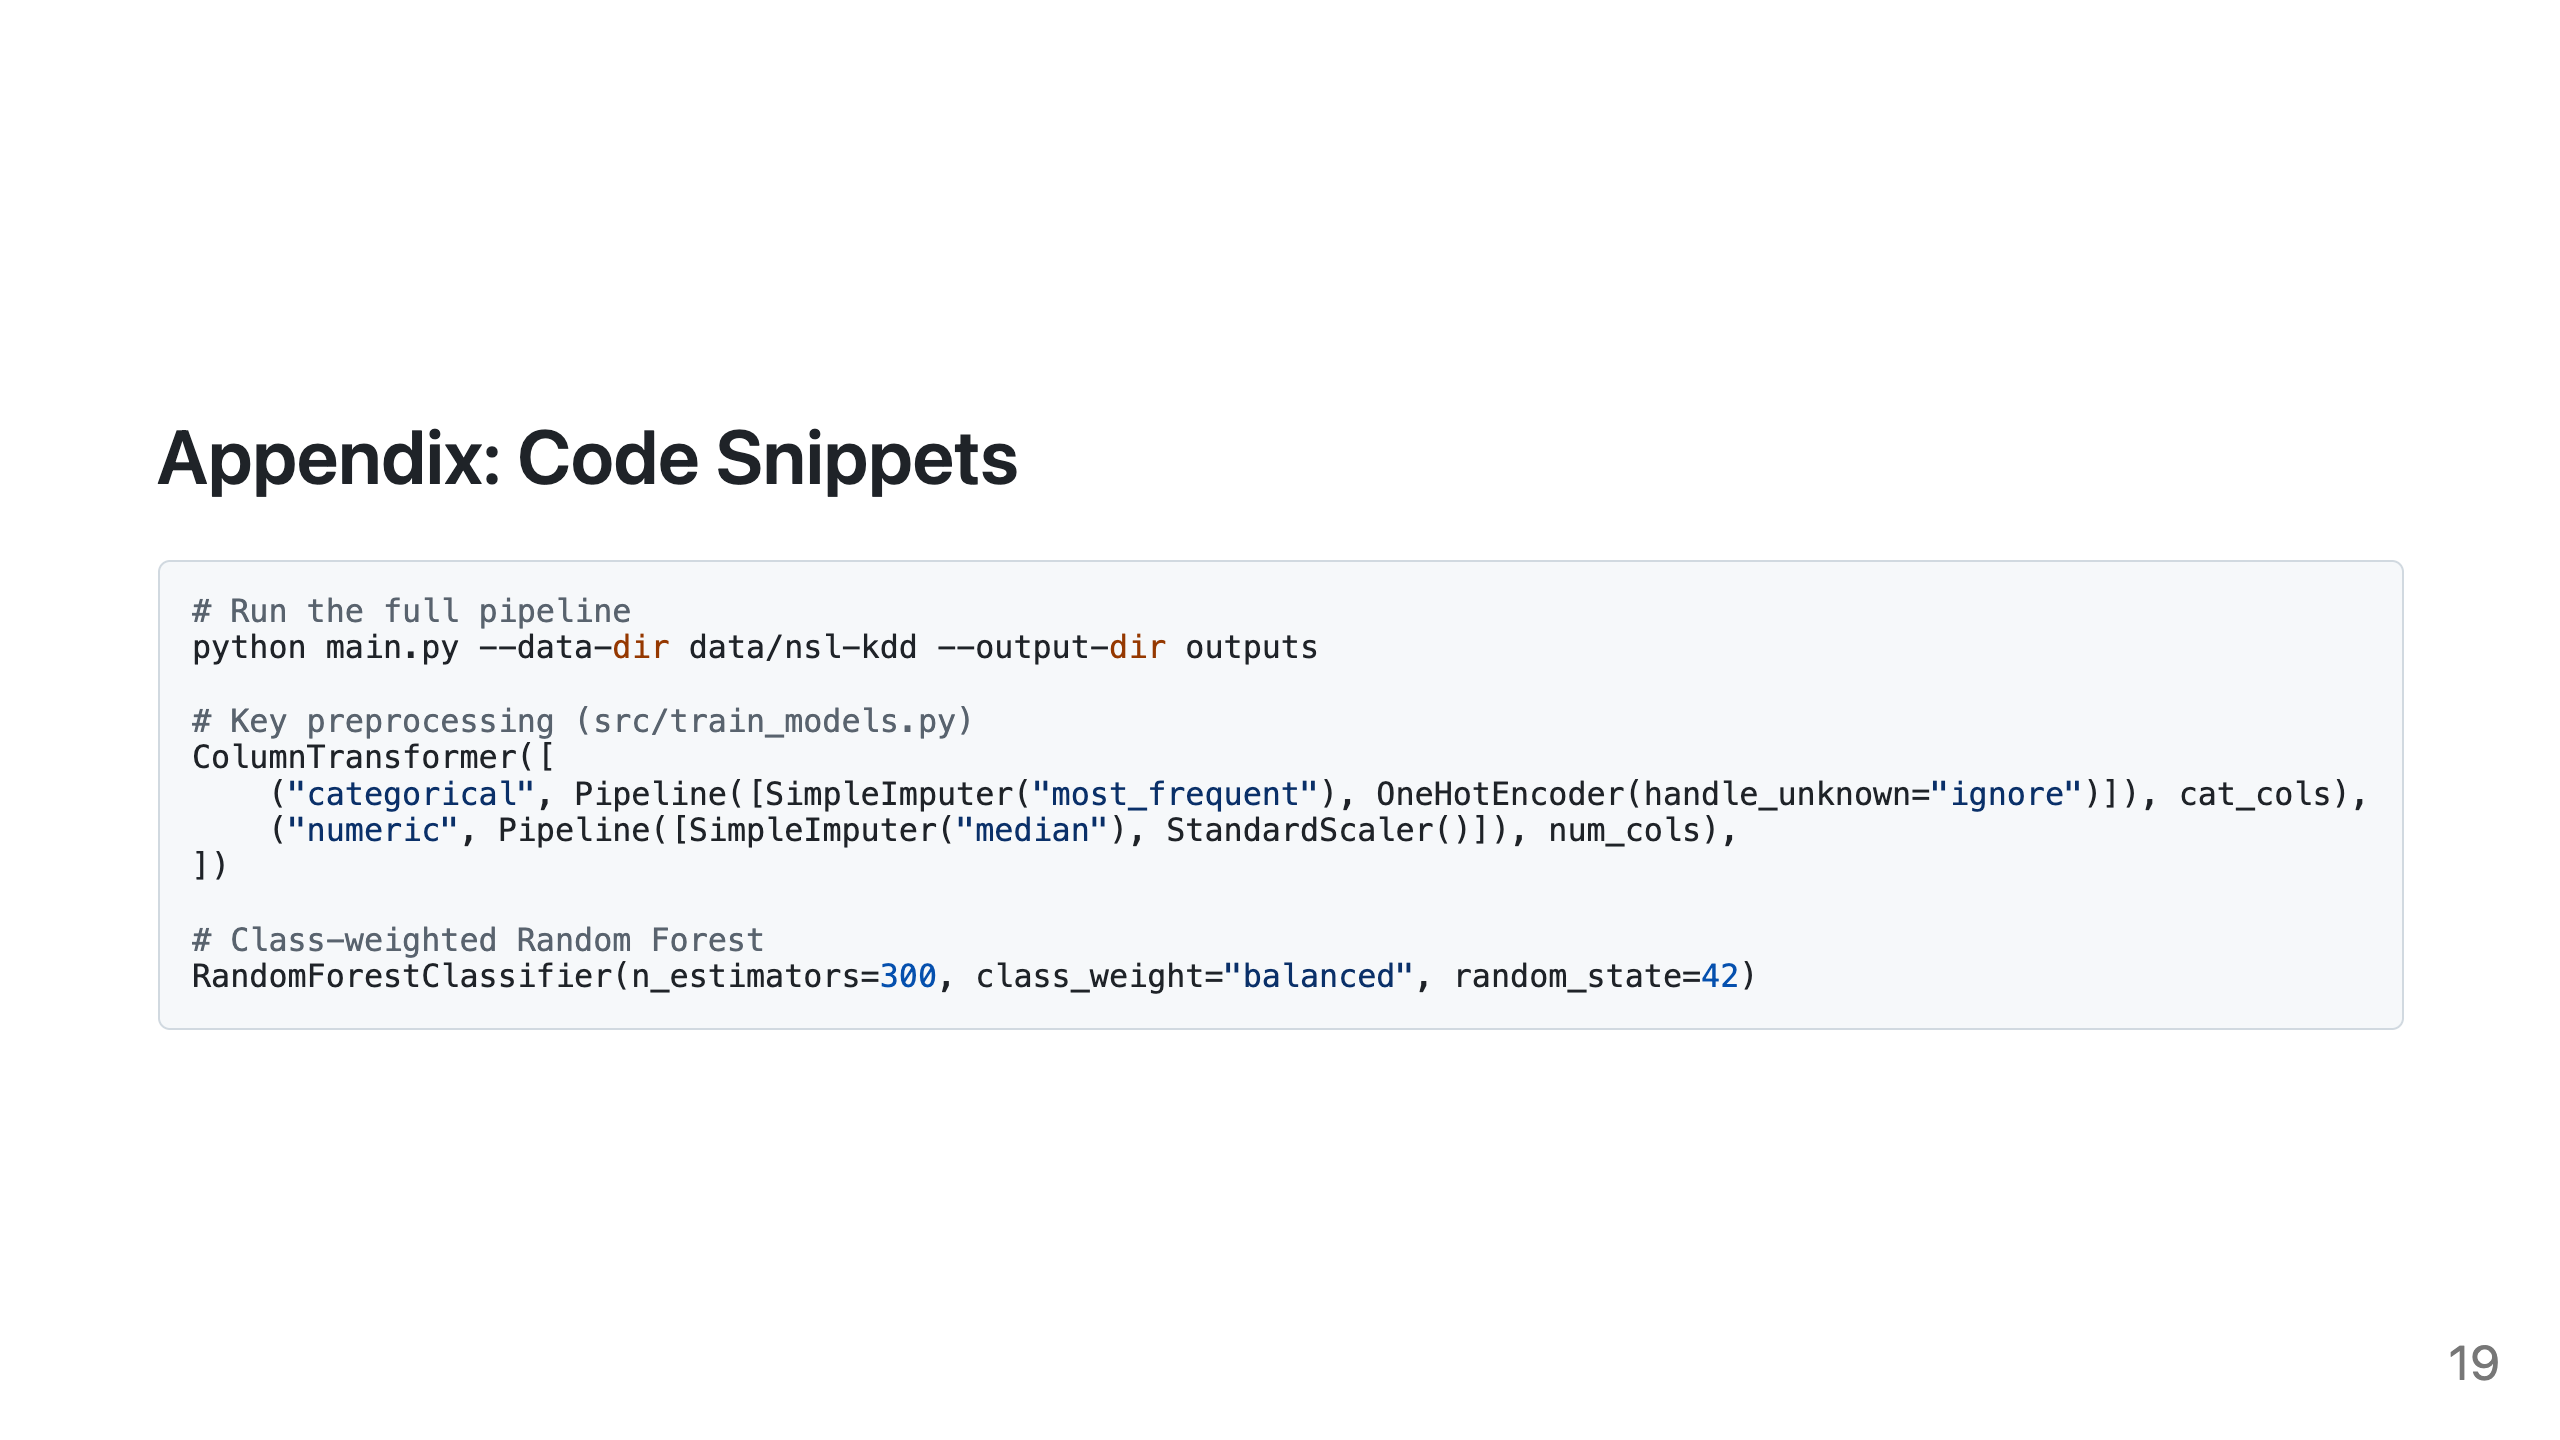 Appendix: Code Snippets
# Run the full pipeline
python main.py --data-dir data/nsl-kdd --output-dir outputs
# Key preprocessing (src/train_models.py)
ColumnTransformer([
    ("categorical", Pipeline([SimpleImputer("most_frequent"), OneHotEncoder(handle_unknown="ignore")]), cat_cols),
    ("numeric", Pipeline([SimpleImputer("median"), StandardScaler()]), num_cols),
])
# Class-weighted Random Forest
RandomForestClassifier(n_estimators=300, class_weight="balanced", random_state=42)
19